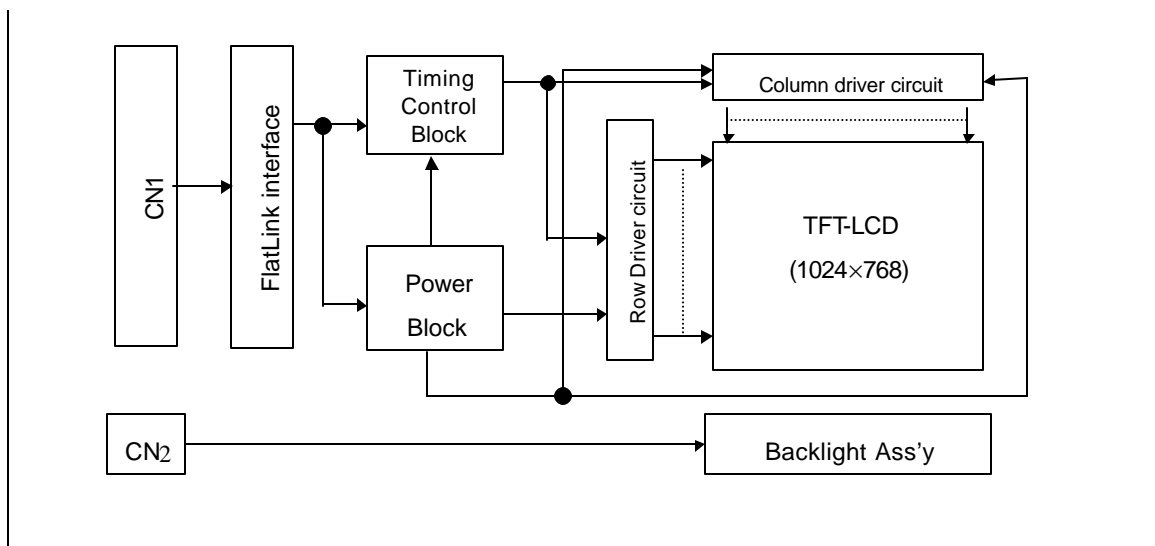 CN1
FlatLink interface
Timing
Control
Block
Power
Block
Row Driver circuit
Column driver circuit
TFT-LCD
(1024×768)
CN2
Backlight Ass'y